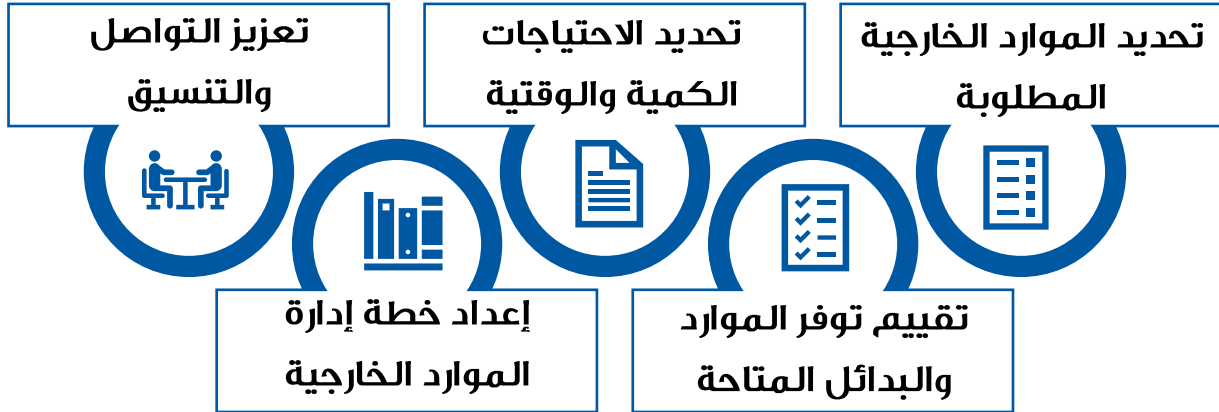 تحديد الموارد الخارجية
المطلوبة
تقييم توفر الموارد
والبدائل المتاحة
تحديد الاحتياجات
الكمية والوقتية
إعداد خطة إدارة
الموارد الخارجية
تعزيز التواصل
والتنسيق